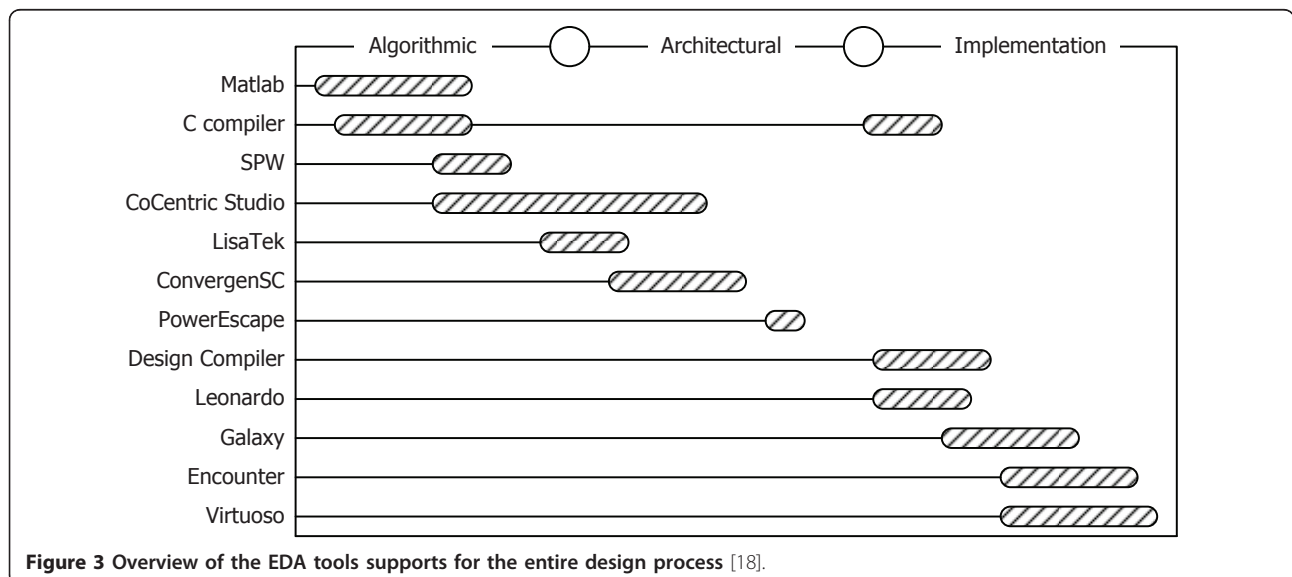 Algorithmic Architectural Implementation
Matlab
C compiler
SPW
CoCentric Studio
LisaTek
ConvergenSC
PowerEscape
Design Compiler
Leonardo
Galaxy
Encounter
Virtuoso
Figure 3 Overview of the EDA tools supports for the entire design process [18].